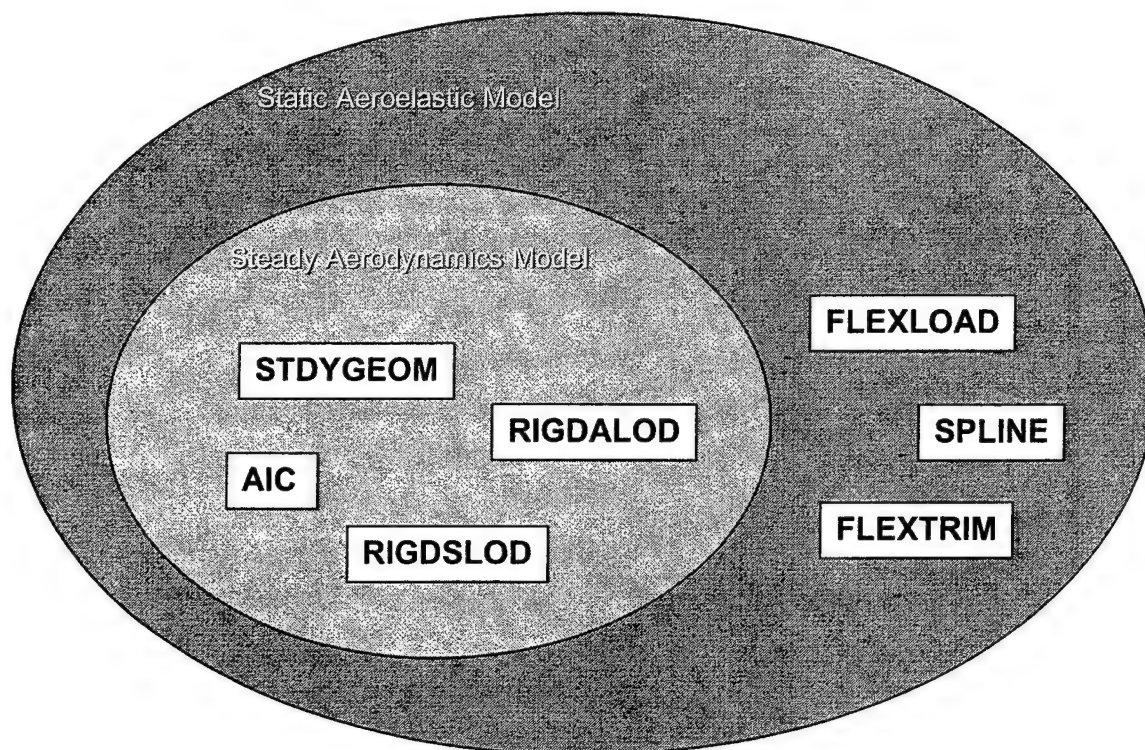 Static Aeroelastic Model
Steady Aerodynamics Model
FLEXLOAD
STDYGEOM
RIGDALOD
SPLINE
AIC
FLEXTRIM
RIGDSLOD